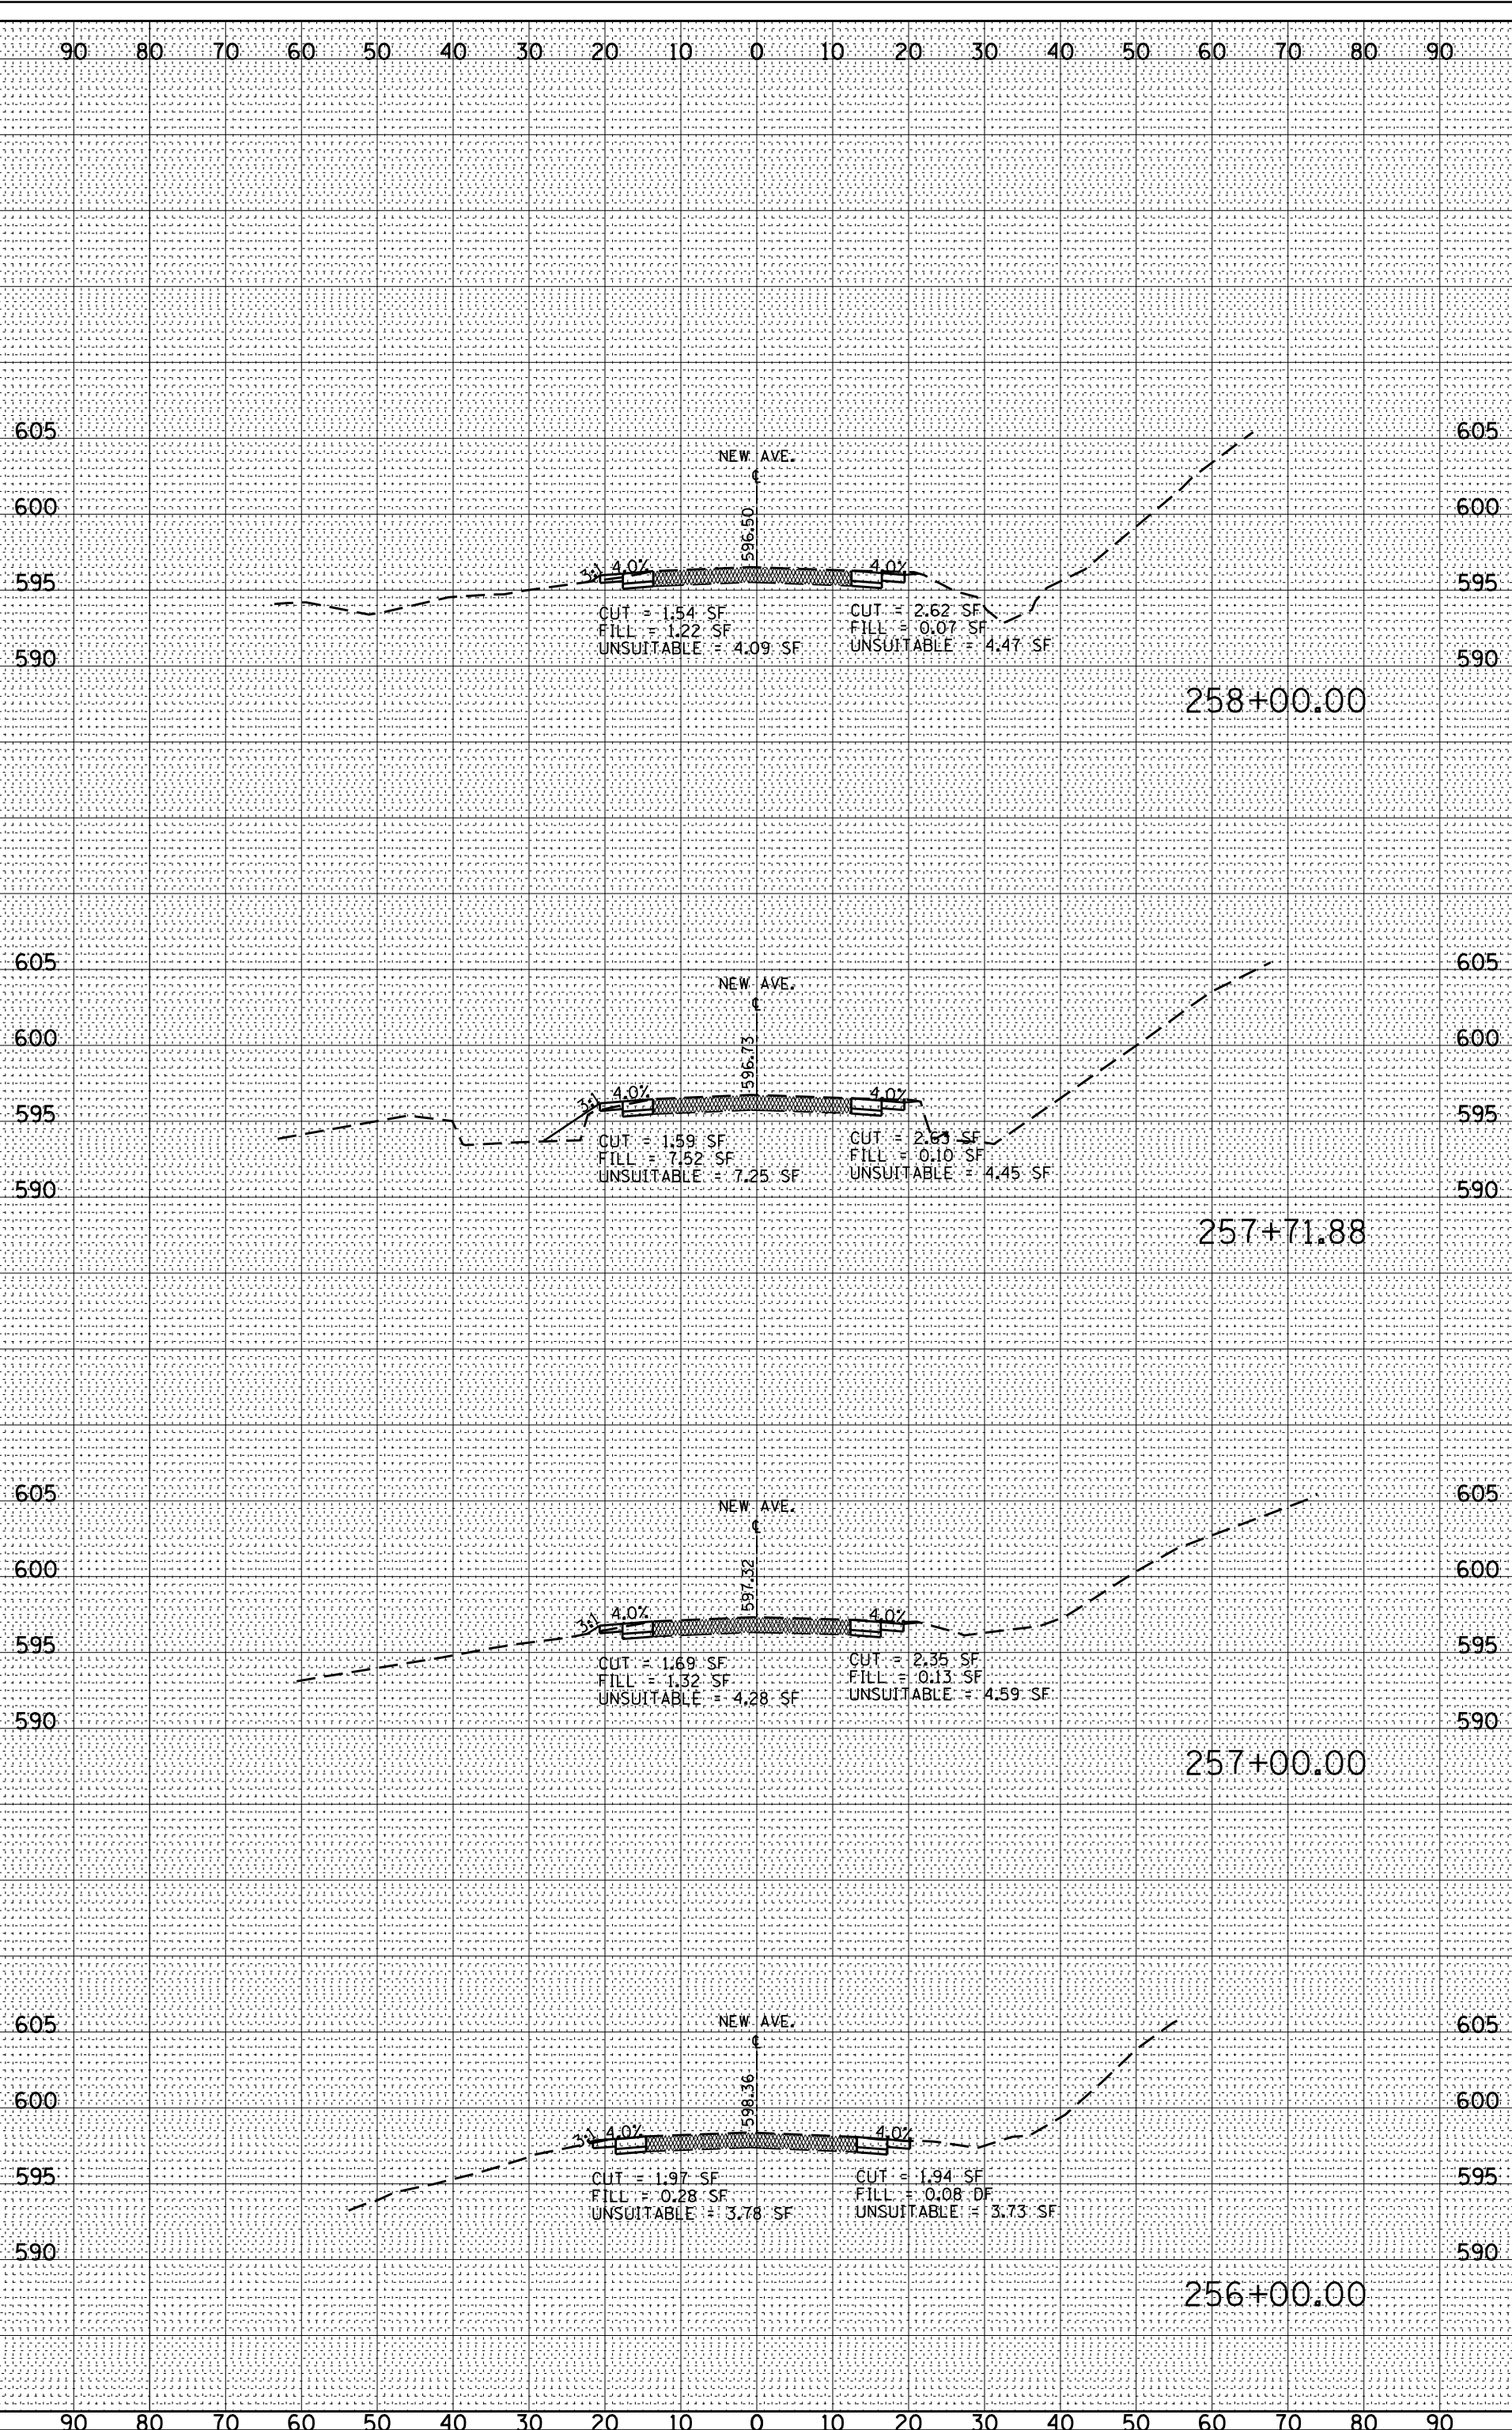 90 80 70 60 50 40 30 20 10 0 10 20 30 40 50 60 70 80 90
605 605
NEW AVE.
℄
600 600
596.50
3:1 4.0% 4.0%
595 595
CUT = 1.54 SF
FILL = 1.22 SF
UNSUITABLE = 4.09 SF
CUT = 2.62 SF
FILL = 0.07 SF
UNSUITABLE = 4.47 SF
590 590
258+00.00
605 605
NEW AVE.
℄
600 600
596.73
3:1 4.0% 4.0%
595 595
CUT = 1.59 SF
FILL = 7.52 SF
UNSUITABLE = 7.25 SF
CUT = 2.63 SF
FILL = 0.10 SF
UNSUITABLE = 4.45 SF
590 590
257+71.88
605 605
NEW AVE.
℄
600 600
597.32
3:1 4.0% 4.0%
595 595
CUT = 1.69 SF
FILL = 1.32 SF
UNSUITABLE = 4.28 SF
CUT = 2.35 SF
FILL = 0.13 SF
UNSUITABLE = 4.59 SF
590 590
257+00.00
605 605
NEW AVE.
℄
600 600
598.36
3:1 4.0% 4.0%
595 595
CUT = 1.97 SF
FILL = 0.28 SF
UNSUITABLE = 3.78 SF
CUT = 1.94 SF
FILL = 0.08 DF
UNSUITABLE = 3.73 SF
590 590
256+00.00
90 80 70 60 50 40 30 20 10 0 10 20 30 40 50 60 70 80 90